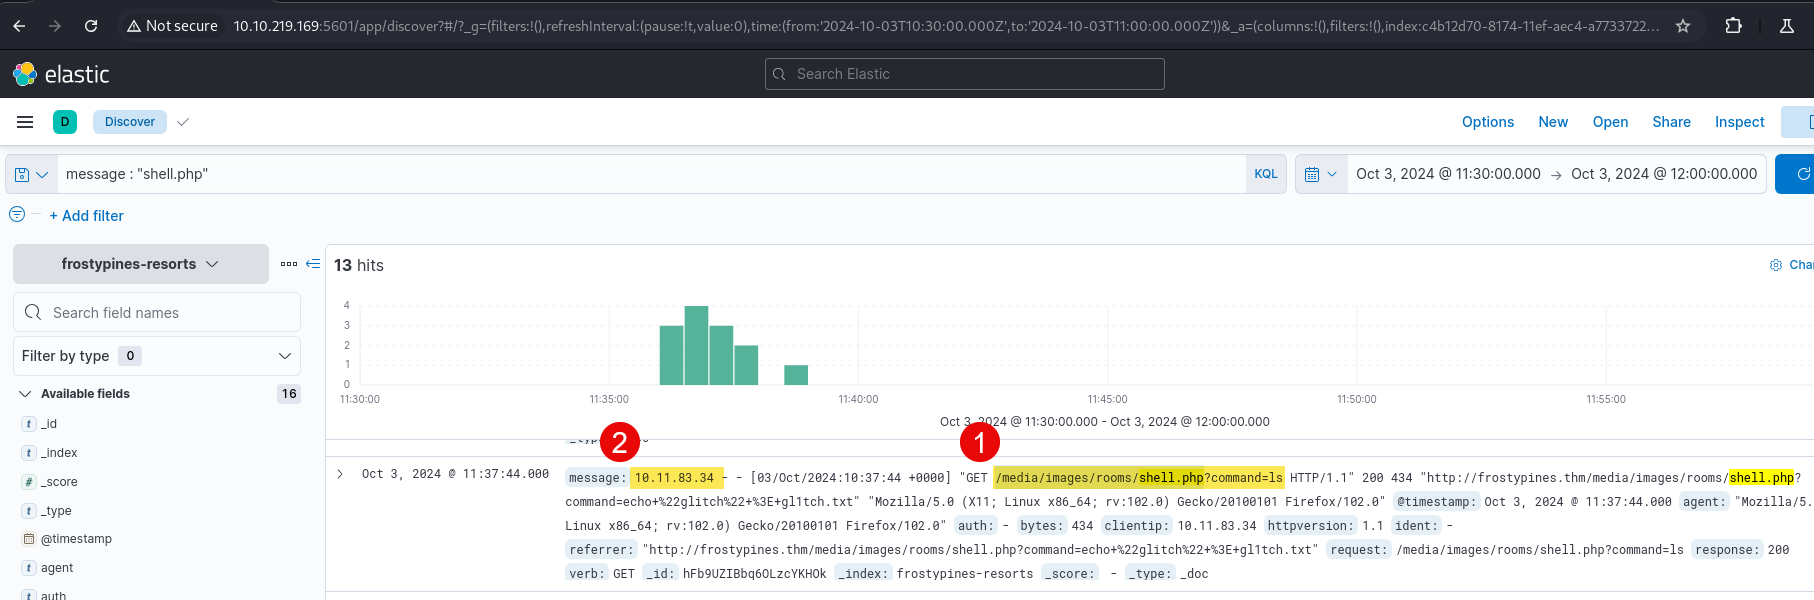 Not secure 10.10.219.169:5601/app/discover?#/?_g=(filters:!(),refreshInterval:(pause:!t,value:0),time:(from:'2024-10-03T10:30:00.000Z',to:'2024-10-03T11:00:00.000Z'))&_a=(columns:!(),filters:!(),index:c4b12d70-8174-11ef-aec4-a7733722...
elastic
Search Elastic
D Discover Options New Open Share Inspect
message : "shell.php" KQL Oct 3, 2024 @ 11:30:00.000 → Oct 3, 2024 @ 12:00:00.000
+ Add filter
frostypines-resorts
13 hits
Search field names
Filter by type 0
Available fields 16
_id
_index
_score
_type
@timestamp
agent
auth
4
3
2
1
0
11:30:00 11:35:00 11:40:00 11:45:00 11:50:00 11:55:00
Oct 3, 2024 @ 11:30:00.000 - Oct 3, 2024 @ 12:00:00.000
2 1
Oct 3, 2024 @ 11:37:44.000 message: 10.11.83.34 - - [03/Oct/2024:10:37:44 +0000] "GET /media/images/rooms/shell.php?command=ls HTTP/1.1" 200 434 "http://frostypines.thm/media/images/rooms/shell.php?
command=echo+%22glitch%22+%3E+gl1tch.txt" "Mozilla/5.0 (X11; Linux x86_64; rv:102.0) Gecko/20100101 Firefox/102.0" @timestamp: Oct 3, 2024 @ 11:37:44.000 agent: "Mozilla/5.
Linux x86_64; rv:102.0) Gecko/20100101 Firefox/102.0" auth: - bytes: 434 clientip: 10.11.83.34 httpversion: 1.1 ident: -
referrer: "http://frostypines.thm/media/images/rooms/shell.php?command=echo+%22glitch%22+%3E+gl1tch.txt" request: /media/images/rooms/shell.php?command=ls response: 200
verb: GET _id: hFb9UZIBbq6OLzcYKHOk _index: frostypines-resorts _score: - _type: _doc